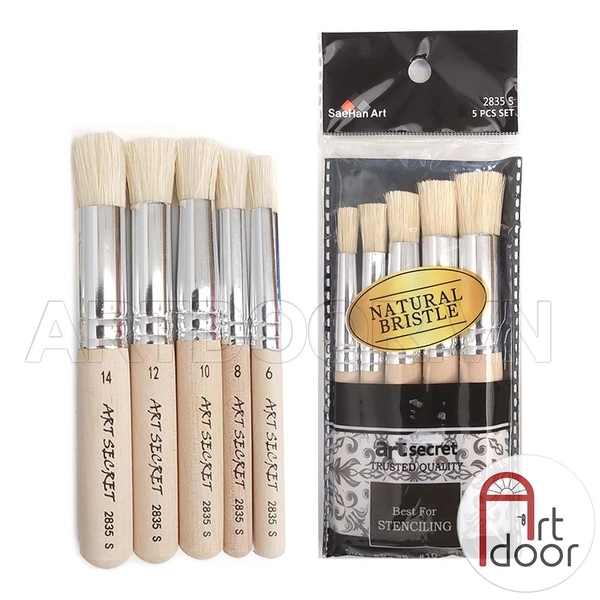 SaeHan Art
2835 S
5 PCS SET
NATURAL
BRISTLE
art secret
TRUSTED QUALITY
Best For
STENCILING
14 ART SECRET 2835 S
12 ART SECRET 2835 S
10 ART SECRET 2835 S
8 ART SECRET 2835 S
6 ART SECRET 2835 S
ARTDOOR.VN
Art
door